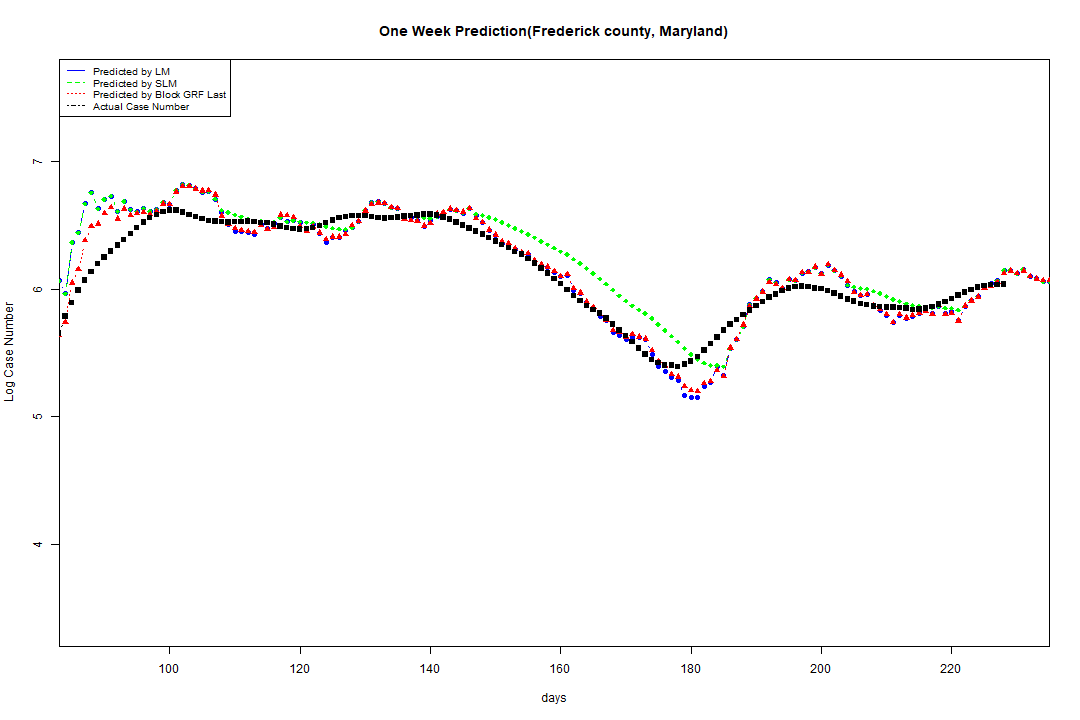 One Week Prediction(Frederick county, Maryland)
Predicted by LM
Predicted by SLM
Predicted by Block GRF Last
Actual Case Number
Log Case Number
7
6
5
4
100 120 140 160 180 200 220
days